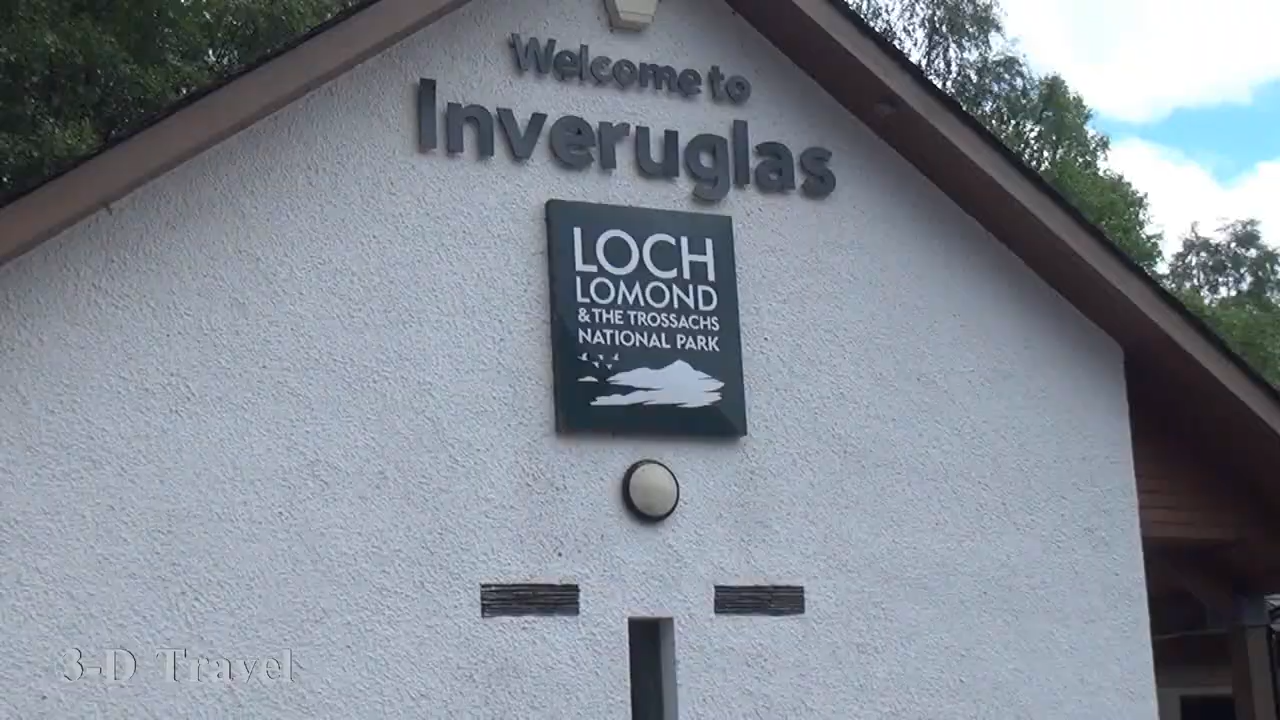 Welcome to
Inveruglas
LOCH
LOMOND
& THE TROSSACHS
NATIONAL PARK
3-D Travel